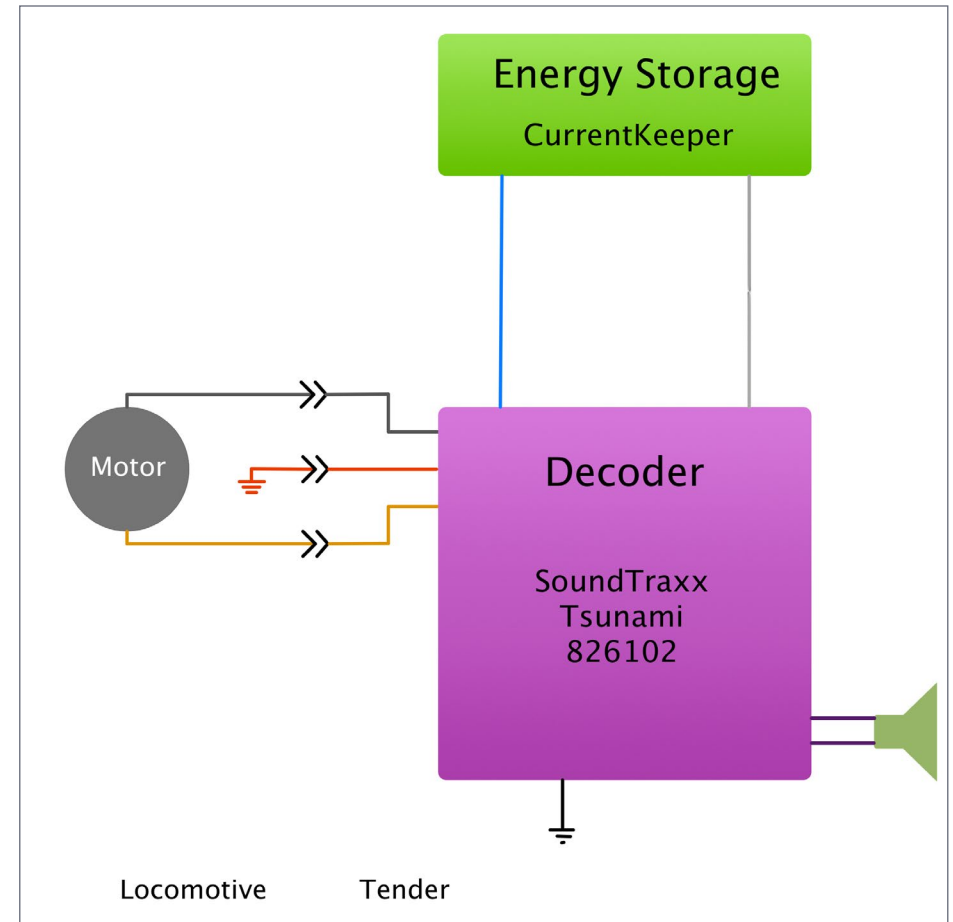 Energy Storage
CurrentKeeper
Motor
Decoder
SoundTraxx
Tsunami
826102
Locomotive
Tender